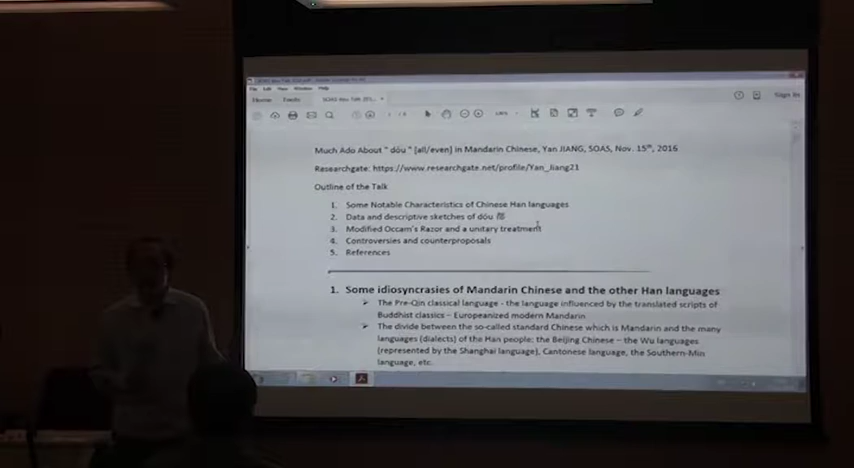 Home Tools
Sign In
Much Ado About " dōu " [all/even] in Mandarin Chinese, Yan JIANG, SOAS, Nov. 15th, 2016
Researchgate: https://www.researchgate.net/profile/Yan_Jiang21
Outline of the Talk
1. Some Notable Characteristics of Chinese Han languages
2. Data and descriptive sketches of dōu 都
3. Modified Occam's Razor and a unitary treatment
4. Controversies and counterproposals
5. References
1. Some idiosyncrasies of Mandarin Chinese and the other Han languages
➢ The Pre-Qin classical language - the language influenced by the translated scripts of
Buddhist classics – Europeanized modern Mandarin
➢ The divide between the so-called standard Chinese which is Mandarin and the many
languages (dialects) of the Han people: the Beijing Chinese – the Wu languages
(represented by the Shanghai language), Cantonese language, the Southern-Min
language, etc.